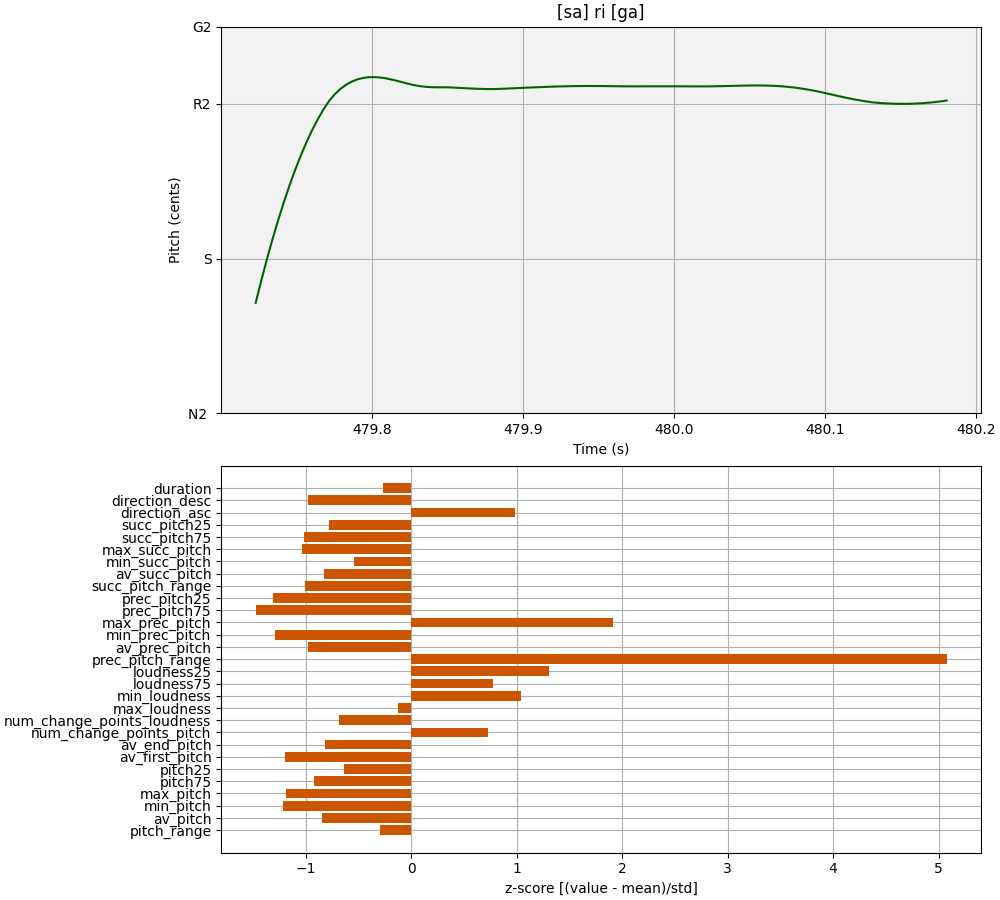 [sa] ri [ga]
G2
R2
S
N2
Pitch (cents)
479.8 479.9 480.0 480.1 480.2
Time (s)
duration
direction_desc
direction_asc
succ_pitch25
succ_pitch75
max_succ_pitch
min_succ_pitch
av_succ_pitch
succ_pitch_range
prec_pitch25
prec_pitch75
max_prec_pitch
min_prec_pitch
av_prec_pitch
prec_pitch_range
loudness25
loudness75
min_loudness
max_loudness
num_change_points_loudness
num_change_points_pitch
av_end_pitch
av_first_pitch
pitch25
pitch75
max_pitch
min_pitch
av_pitch
pitch_range
−1 0 1 2 3 4 5
z-score [(value - mean)/std]